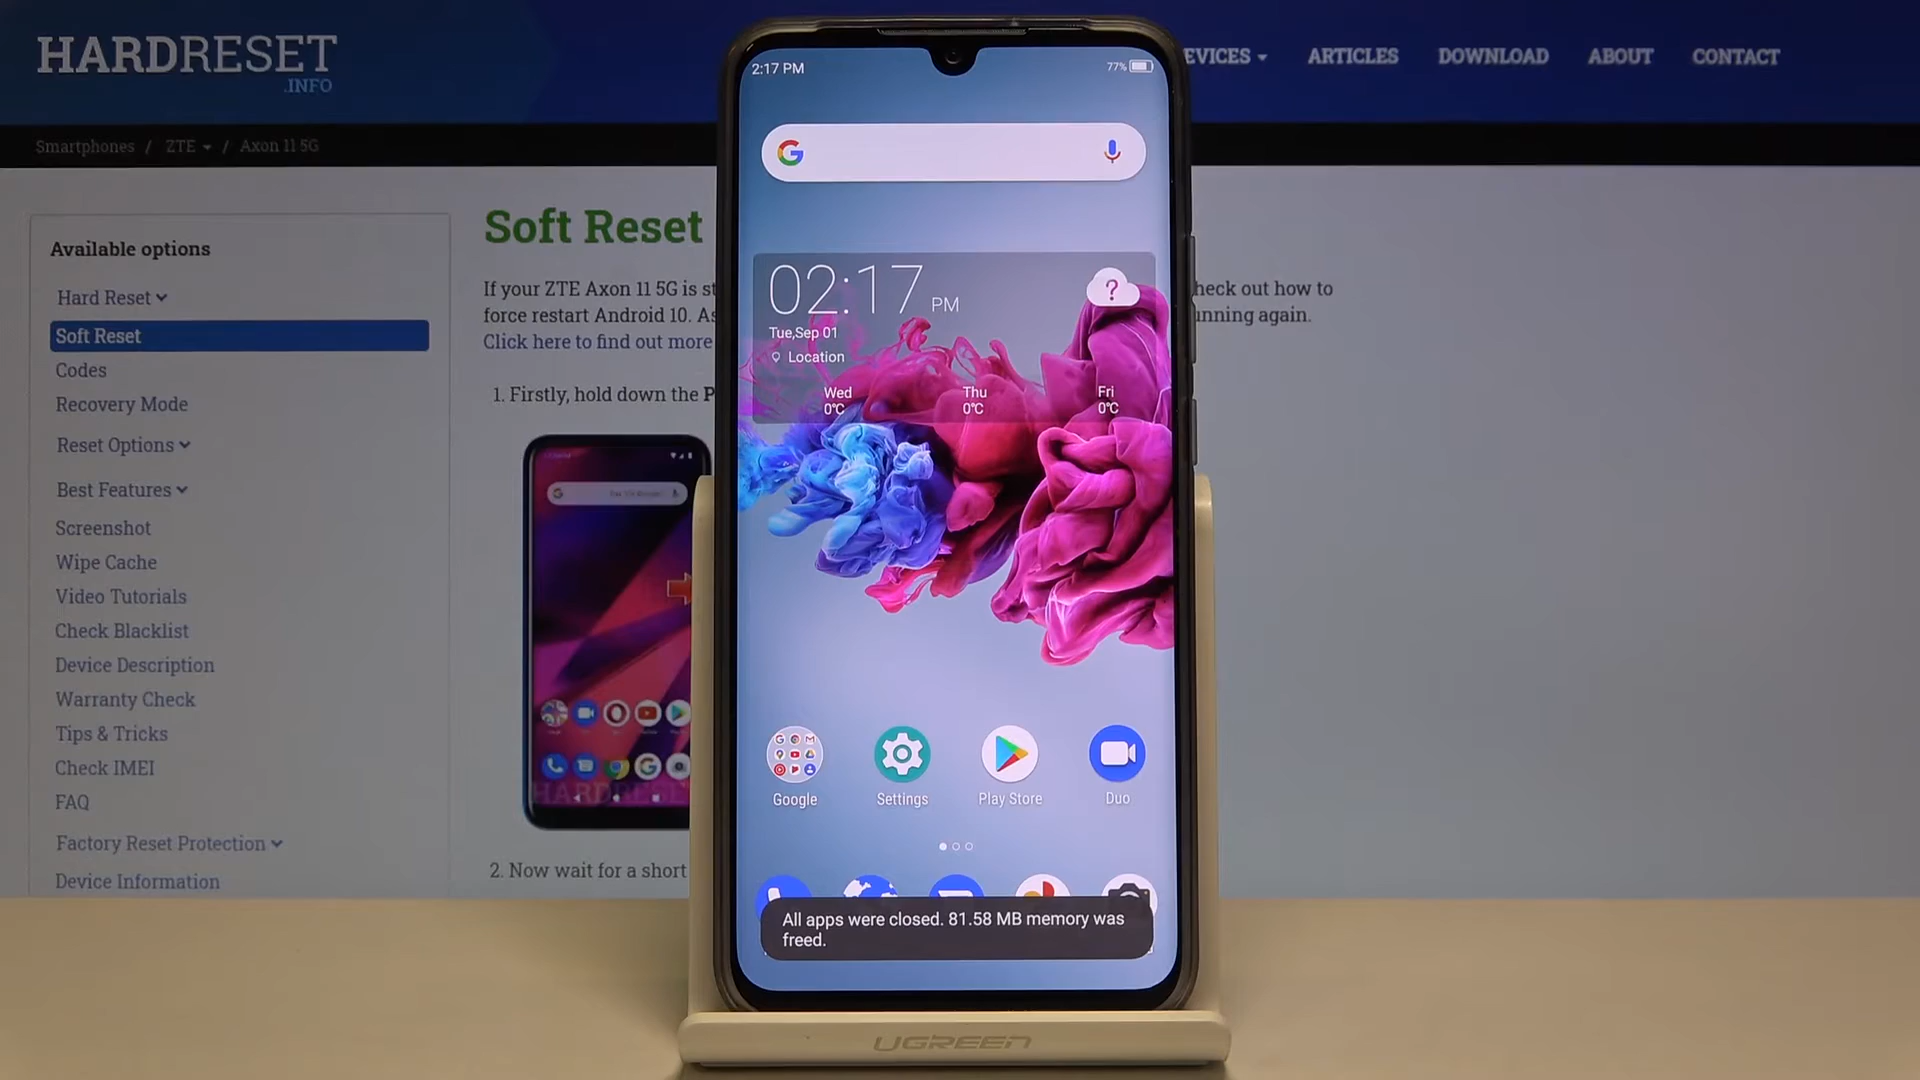 HARDRESET
.INFO
EVICES
ARTICLES
DOWNLOAD
ABOUT
CONTACT
Smartphones / ZTE / Axon 11 5G
Available options
Hard Reset
Soft Reset
Codes
Recovery Mode
Reset Options
Best Features
Screenshot
Wipe Cache
Video Tutorials
Check Blacklist
Device Description
Warranty Check
Tips & Tricks
Check IMEI
FAQ
Factory Reset Protection
Device Information
Soft Reset
If your ZTE Axon 11 5G is st
heck out how to
force restart Android 10. As
unning again.
Click here to find out more
1. Firstly, hold down the P
HARDRESE
2. Now wait for a short
2:17 PM
77%
02:17 PM
Tue,Sep 01
Location
Wed
0℃
Thu
0℃
Fri
0℃
Google
Settings
Play Store
Duo
All apps were closed. 81.58 MB memory was
freed.
UGREEN